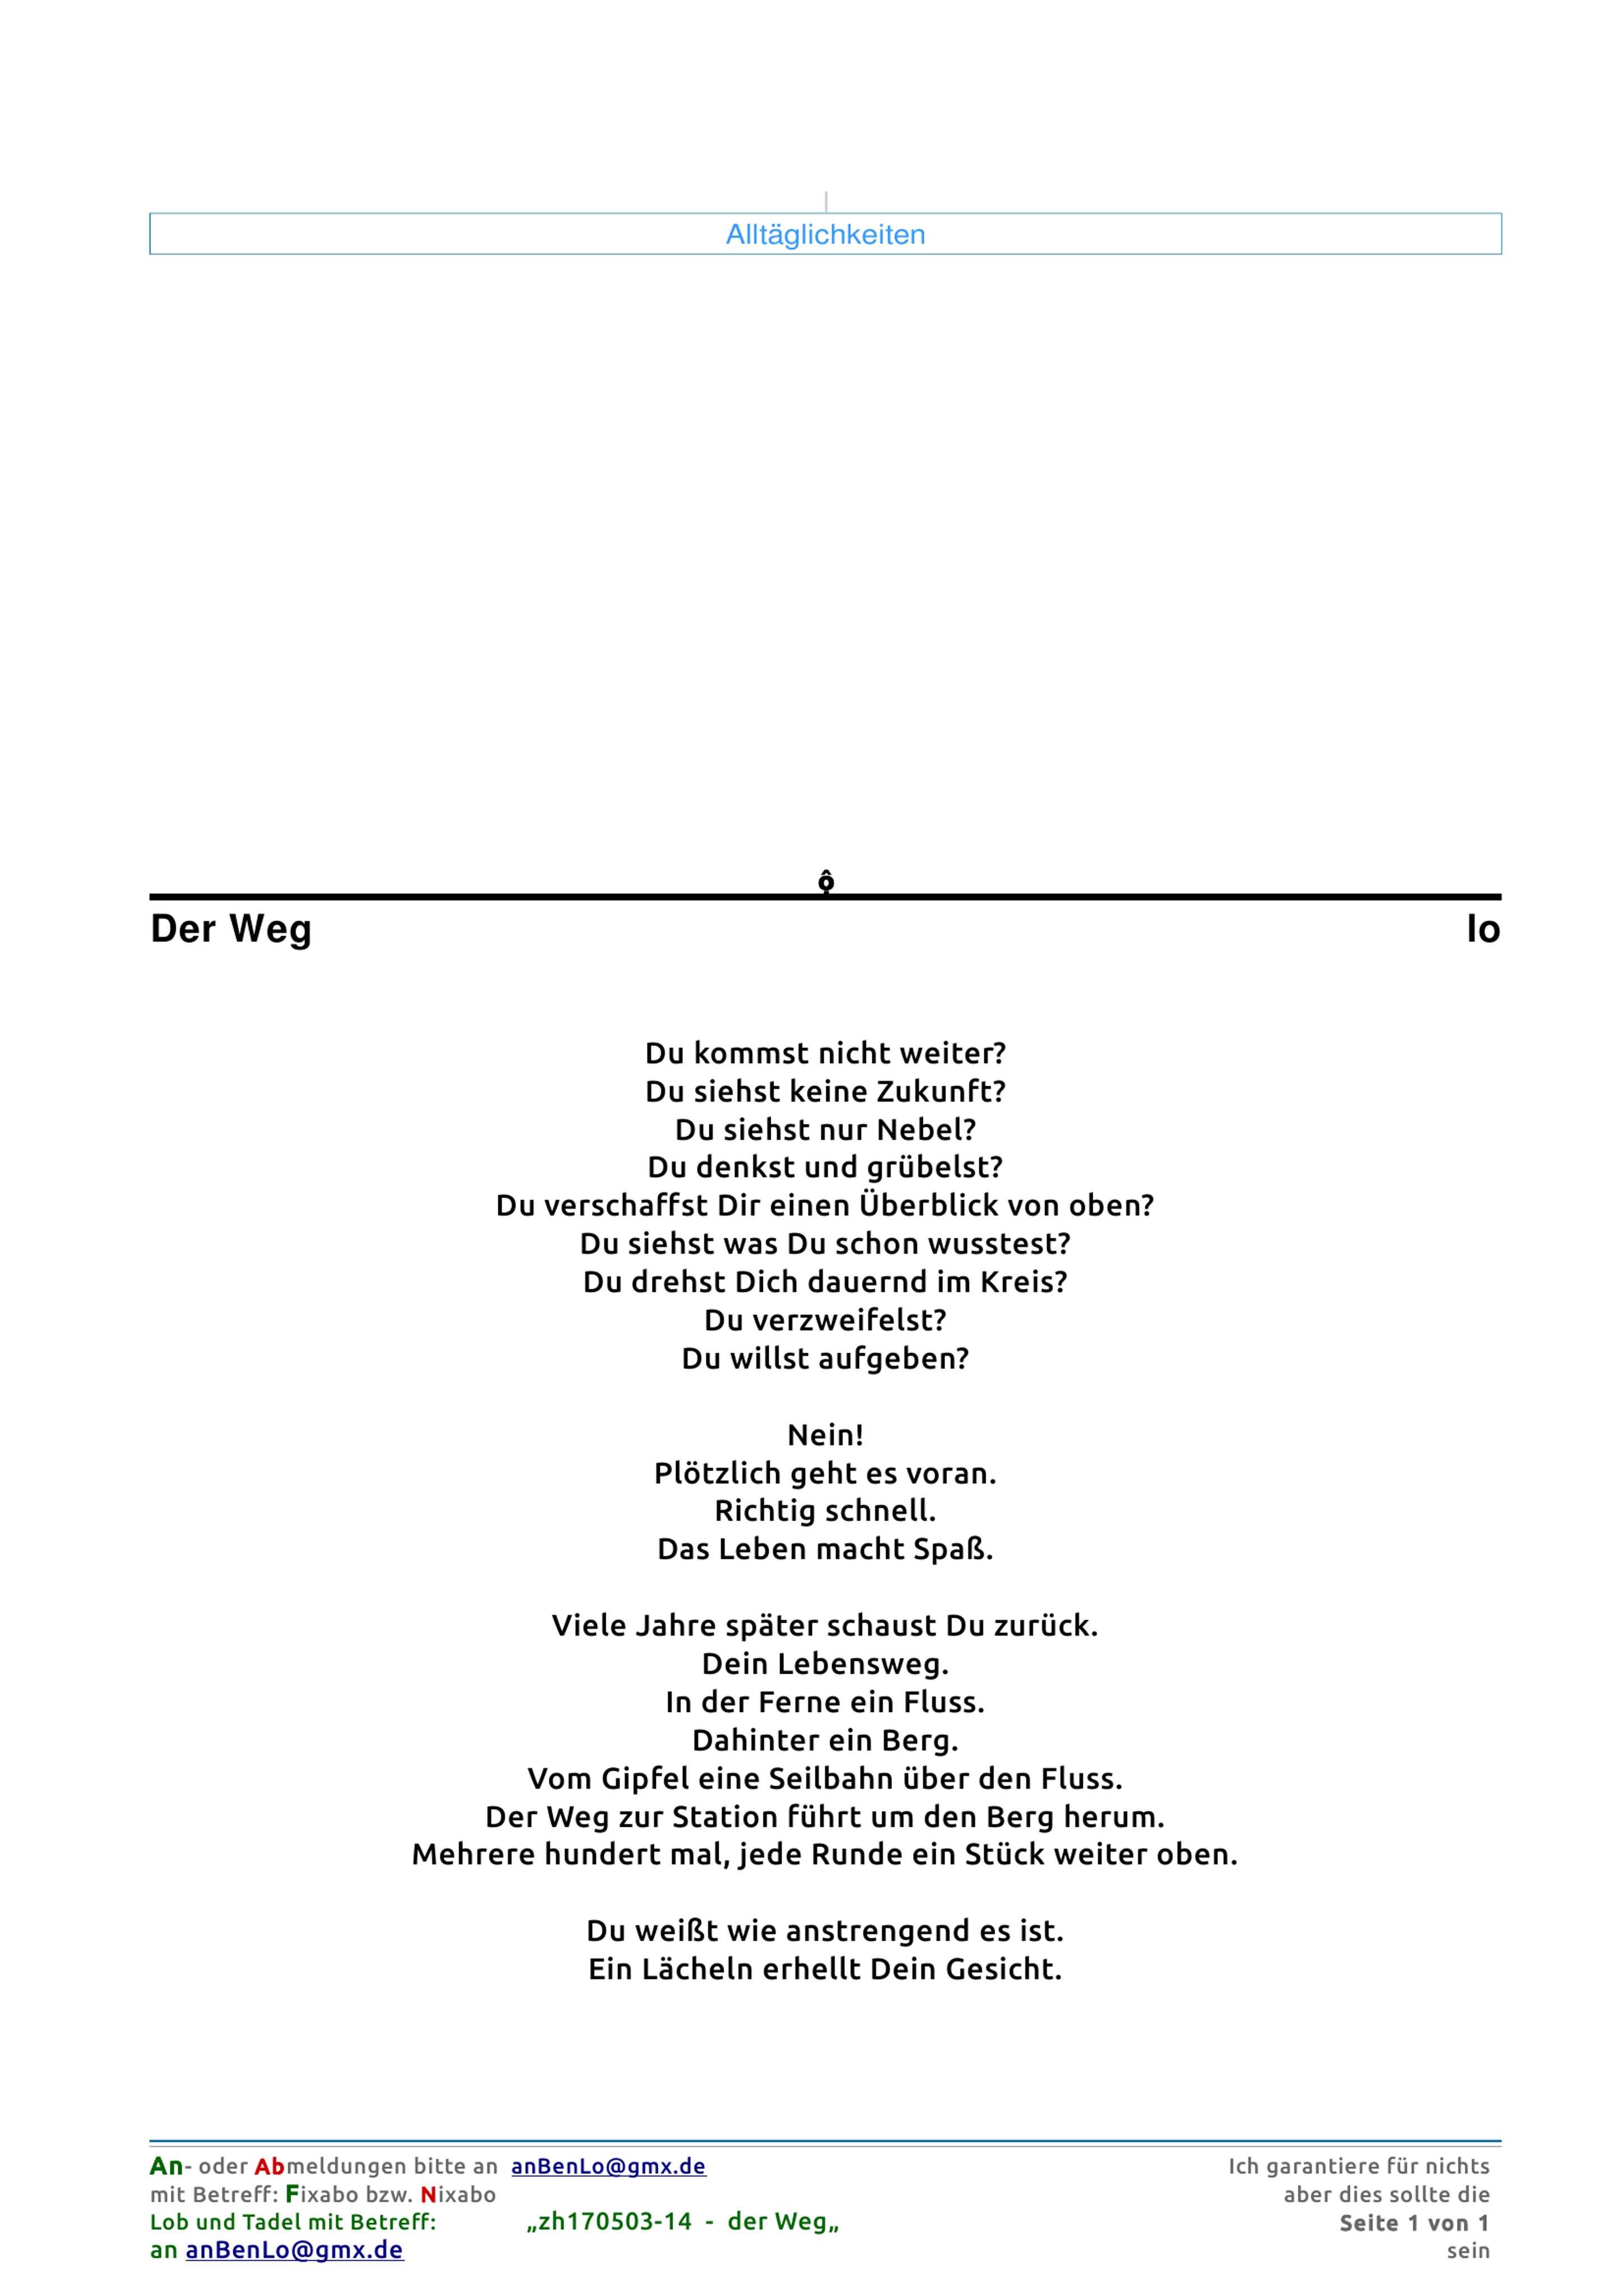 Alltäglichkeiten
ô
Der Weg lo
Du kommst nicht weiter?
Du siehst keine Zukunft?
Du siehst nur Nebel?
Du denkst und grübelst?
Du verschaffst Dir einen Überblick von oben?
Du siehst was Du schon wusstest?
Du drehst Dich dauernd im Kreis?
Du verzweifelst?
Du willst aufgeben?
Nein!
Plötzlich geht es voran.
Richtig schnell.
Das Leben macht Spaß.
Viele Jahre später schaust Du zurück.
Dein Lebensweg.
In der Ferne ein Fluss.
Dahinter ein Berg.
Vom Gipfel eine Seilbahn über den Fluss.
Der Weg zur Station führt um den Berg herum.
Mehrere hundert mal, jede Runde ein Stück weiter oben.
Du weißt wie anstrengend es ist.
Ein Lächeln erhellt Dein Gesicht.
An- oder Abmeldungen bitte an anBenLo@gmx.de
mit Betreff: Fixabo bzw. Nixabo
Lob und Tadel mit Betreff: „zh170503-14 - der Weg„
an anBenLo@gmx.de
Ich garantiere für nichts
aber dies sollte die
Seite 1 von 1
sein